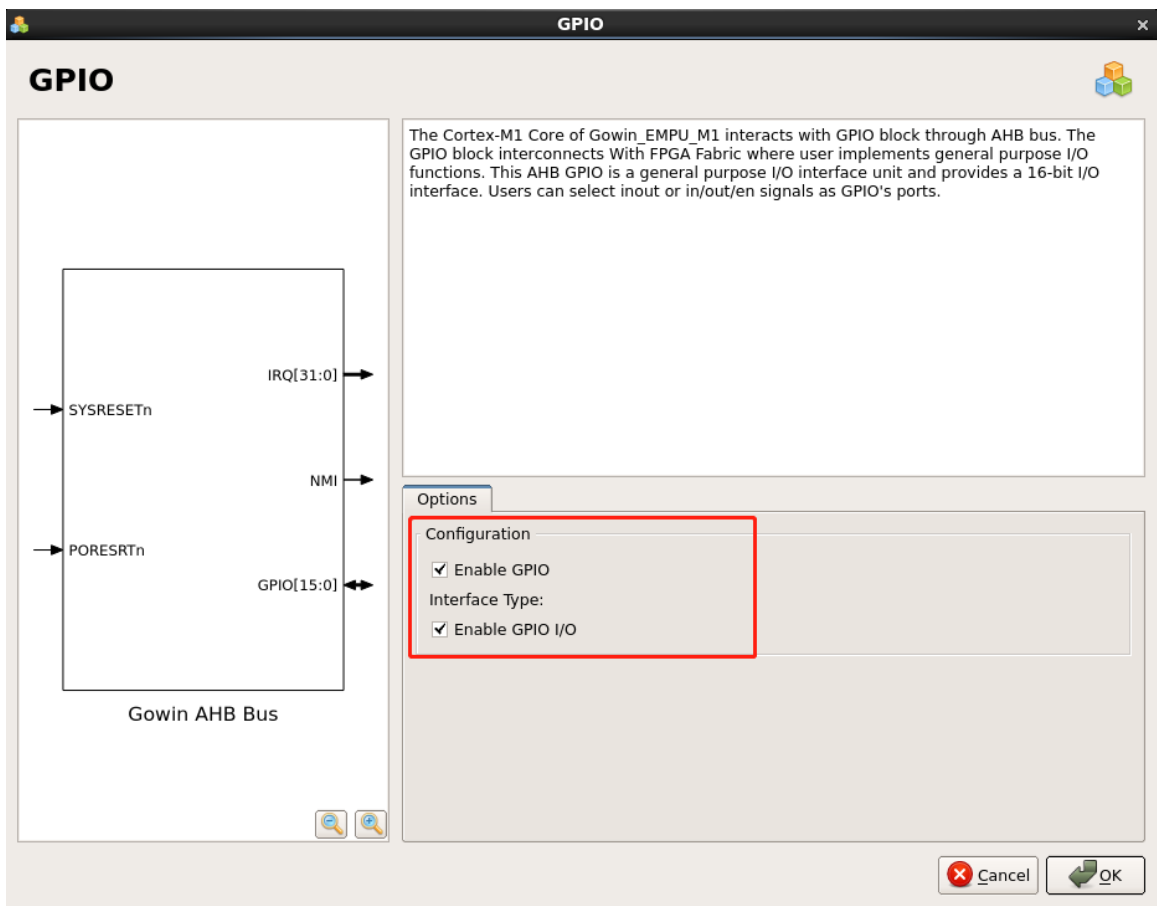 GPIO
GPIO
The Cortex-M1 Core of Gowin_EMPU_M1 interacts with GPIO block through AHB bus. The
GPIO block interconnects With FPGA Fabric where user implements general purpose I/O
functions. This AHB GPIO is a general purpose I/O interface unit and provides a 16-bit I/O
interface. Users can select inout or in/out/en signals as GPIO's ports.
IRQ[31:0]
SYSRESETn
NMI
PORESRTn
GPIO[15:0]
Gowin AHB Bus
Options
Configuration
Enable GPIO
Interface Type:
Enable GPIO I/O
Cancel
OK